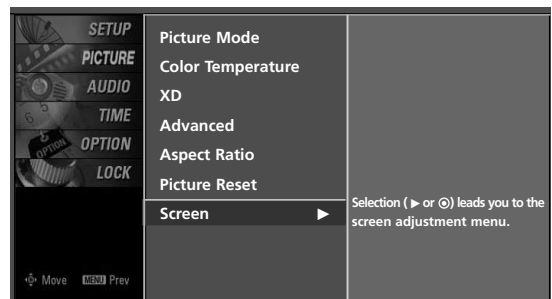 SETUP
PICTURE
AUDIO
TIME
OPTION
LOCK
Move MENU Prev
Picture Mode
Color Temperature
XD
Advanced
Aspect Ratio
Picture Reset
Screen ▶
Selection ( ▶ or ◉) leads you to the
screen adjustment menu.